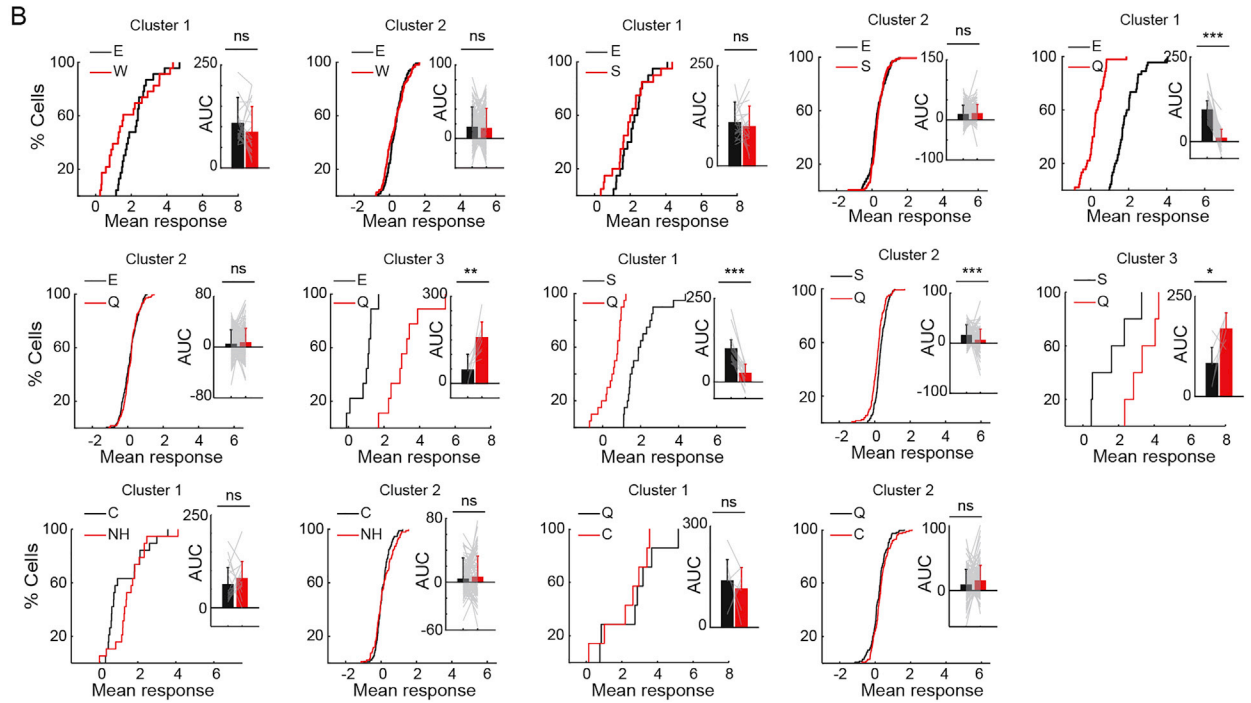 B
Cluster 1
ns
E
W
100
60
20
% Cells
0 2 4 6 8
Mean response
250
0
AUC
Cluster 2
ns
E
W
100
60
20
-2 0 2 4 6
Mean response
100
0
AUC
Cluster 1
ns
E
S
100
60
20
0 2 4 6 8
Mean response
250
0
AUC
Cluster 2
ns
E
S
100
60
20
-2 0 2 4 6
Mean response
150
0
-100
AUC
Cluster 1
***
E
Q
100
60
20
0 2 4 6
Mean response
250
0
AUC
Cluster 2
ns
E
Q
100
60
20
% Cells
-2 0 2 4 6
Mean response
80
0
-80
AUC
Cluster 3
**
E
Q
100
60
20
0 2 4 6 8
Mean response
300
0
AUC
Cluster 1
***
S
Q
100
60
20
0 2 4 6 8
Mean response
250
0
AUC
Cluster 2
***
S
Q
100
60
20
-2 0 2 4 6
Mean response
100
0
-100
AUC
Cluster 3
*
S
Q
100
60
20
0 2 4 6 8
Mean response
250
0
AUC
Cluster 1
ns
C
NH
100
60
20
% Cells
0 2 4 6
Mean response
250
0
AUC
Cluster 2
ns
C
NH
100
60
20
-2 0 2 4 6
Mean response
80
0
-60
AUC
Cluster 1
ns
Q
C
100
60
20
0 2 4 6 8
Mean response
300
0
AUC
Cluster 2
ns
Q
C
100
60
20
-2 0 2 4 6
Mean response
100
0
AUC